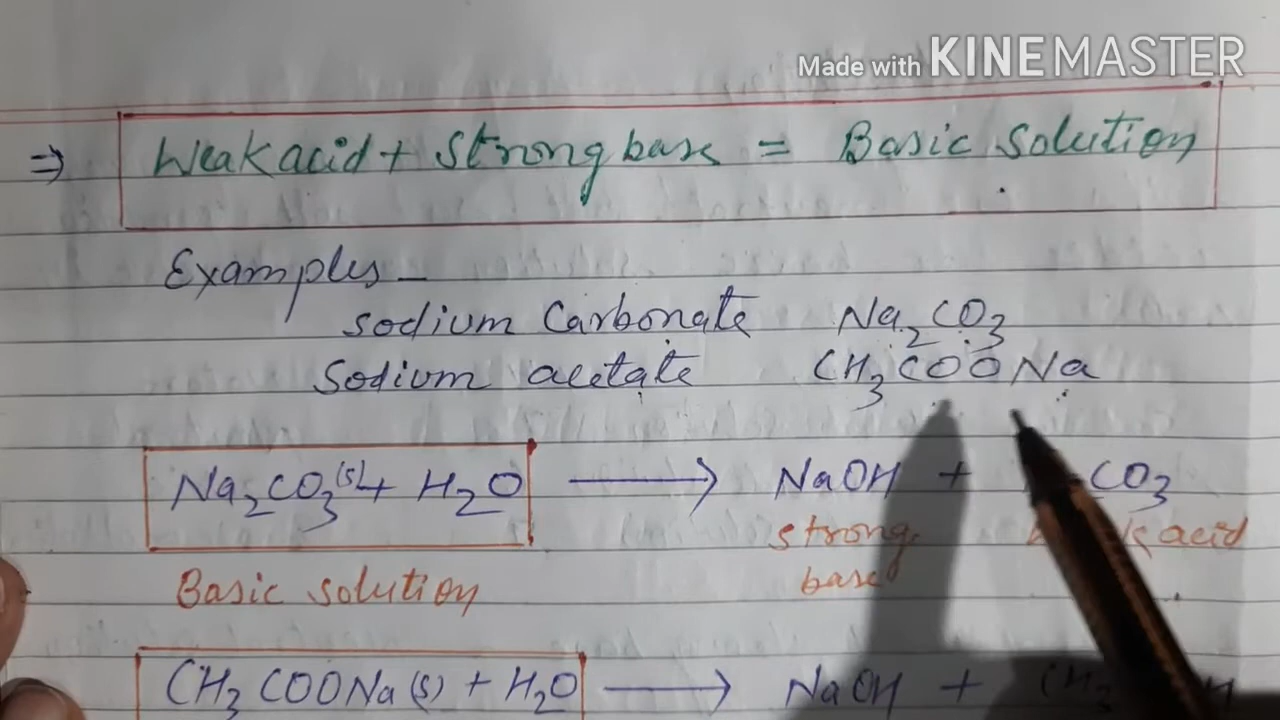 Made with KINEMASTER
⇒ Weak acid + strong base = Basic solution
Examples –
sodium Carbonate Na₂CO₃
Sodium acetate CH₃COONa
Na₂CO₃(s) + H₂O ⟶ NaOH + CO₃
strong acid
base
Basic solution
CH₃COONa(s) + H₂O ⟶ NaOH +